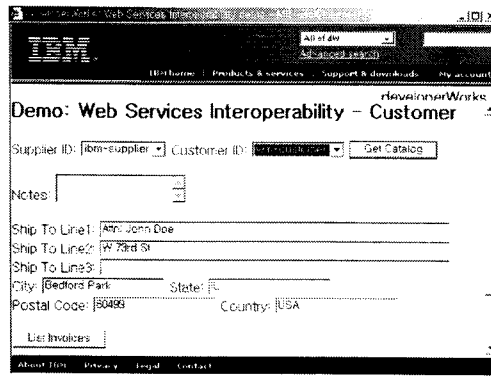 Web Services Interoperability
IBM.
All of dW
Advanced search
IBM home | Products & services | Support & downloads | My account
developerWorks
Demo: Web Services Interoperability - Customer
Supplier ID: ibm-supplier Customer ID: Get Catalog
Notes:
Ship To Line1: Attn: John Doe
Ship To Line2: W 73rd St
Ship To Line3:
City: Bedford Park State: IL
Postal Code: 60499 Country: USA
List Invoices
About IBM Privacy Legal Contact